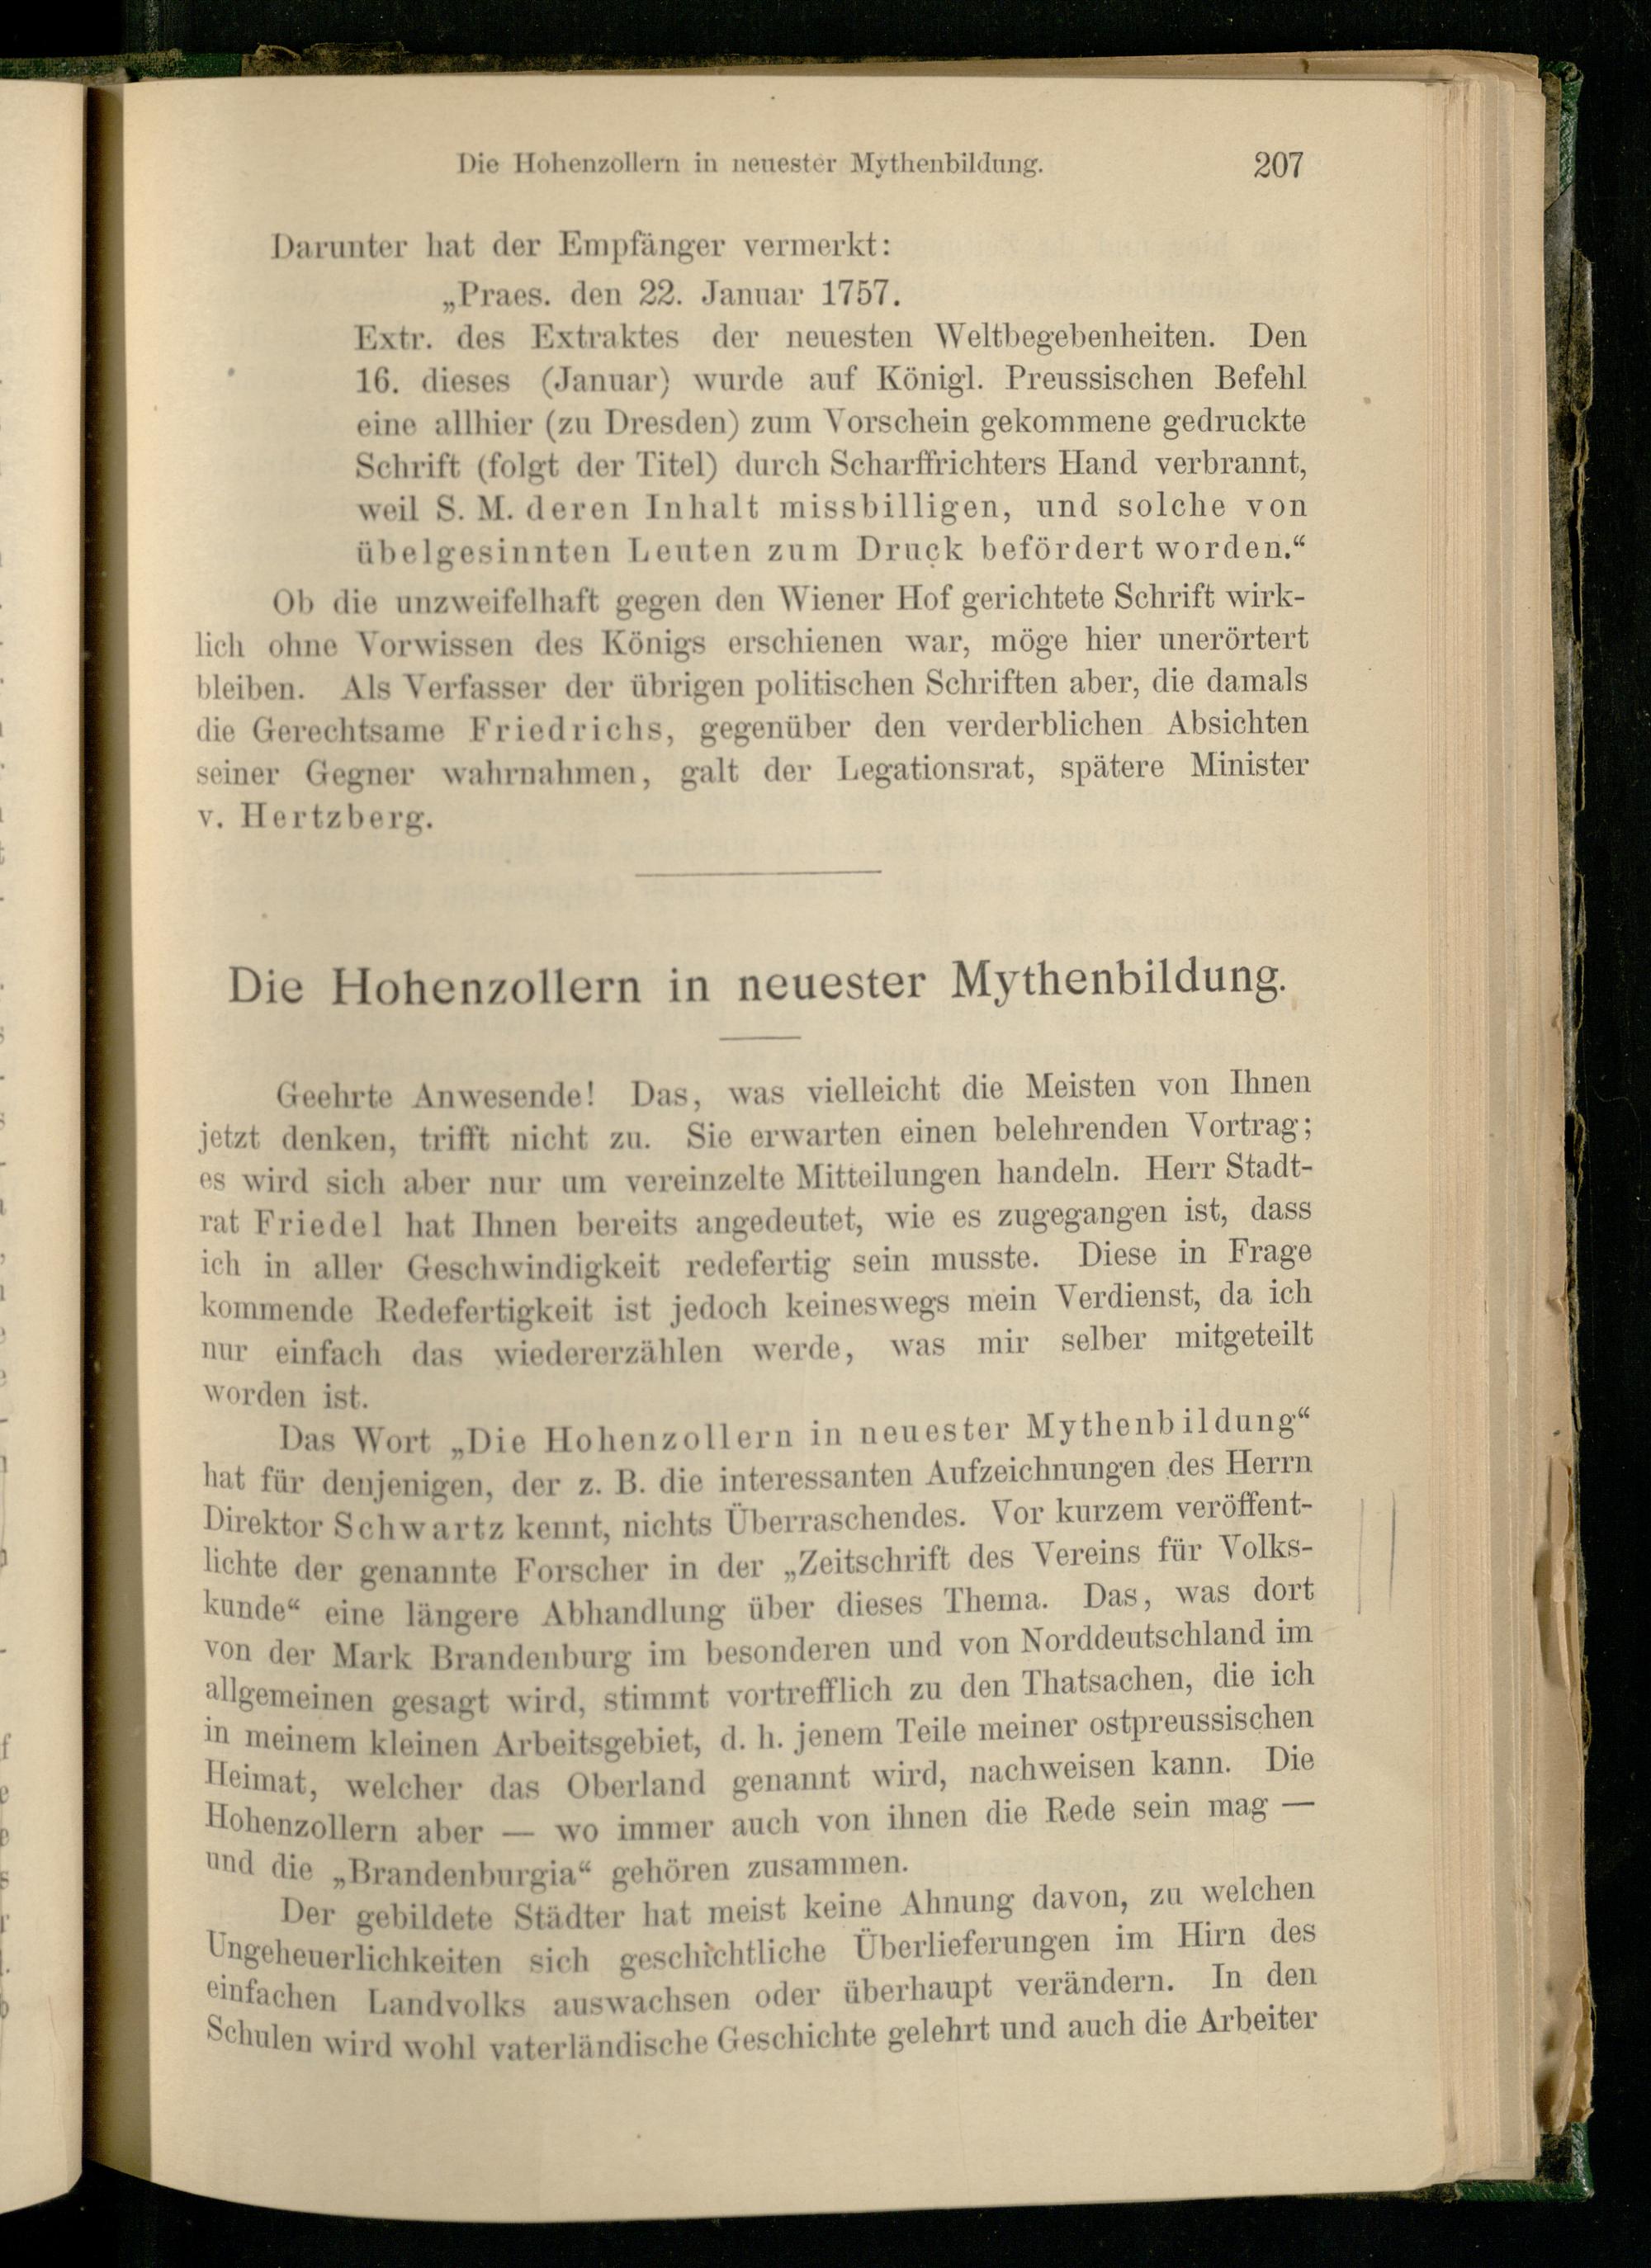 Die Hohenzollern in neuester Mythenbildung. 207
Darunter hat der Empfänger vermerkt:
„Praes. den 22. Januar 1757.
Extr. des Extraktes der neuesten Weltbegebenheiten. Den
16. dieses (Januar) wurde auf Königl. Preussischen Befehl
eine allhier (zu Dresden) zum Vorschein gekommene gedruckte
Schrift (folgt der Titel) durch Scharffrichters Hand verbrannt,
weil S. M. deren Inhalt missbilligen, und solche von
übelgesinnten Leuten zum Druck befördert worden.“
Ob die unzweifelhaft gegen den Wiener Hof gerichtete Schrift wirk-
lich ohne Vorwissen des Königs erschienen war, möge hier unerörtert
bleiben. Als Verfasser der übrigen politischen Schriften aber, die damals
die Gerechtsame Friedrichs, gegenüber den verderblichen Absichten
seiner Gegner wahrnahmen, galt der Legationsrat, spätere Minister
v. Hertzberg.
Die Hohenzollern in neuester Mythenbildung.
Geehrte Anwesende! Das, was vielleicht die Meisten von Ihnen
jetzt denken, trifft nicht zu. Sie erwarten einen belehrenden Vortrag;
es wird sich aber nur um vereinzelte Mitteilungen handeln. Herr Stadt-
rat Friedel hat Ihnen bereits angedeutet, wie es zugegangen ist, dass
ich in aller Geschwindigkeit redefertig sein musste. Diese in Frage
kommende Redefertigkeit ist jedoch keineswegs mein Verdienst, da ich
nur einfach das wiedererzählen werde, was mir selber mitgeteilt
worden ist.
Das Wort „Die Hohenzollern in neuester Mythenbildung“
hat für denjenigen, der z. B. die interessanten Aufzeichnungen des Herrn
Direktor Schwartz kennt, nichts Überraschendes. Vor kurzem veröffent-
lichte der genannte Forscher in der „Zeitschrift des Vereins für Volks-
kunde“ eine längere Abhandlung über dieses Thema. Das, was dort
von der Mark Brandenburg im besonderen und von Norddeutschland im
allgemeinen gesagt wird, stimmt vortrefflich zu den Thatsachen, die ich
in meinem kleinen Arbeitsgebiet, d. h. jenem Teile meiner ostpreussischen
Heimat, welcher das Oberland genannt wird, nachweisen kann. Die
Hohenzollern aber — wo immer auch von ihnen die Rede sein mag —
und die „Brandenburgia“ gehören zusammen.
Der gebildete Städter hat meist keine Ahnung davon, zu welchen
Ungeheuerlichkeiten sich geschichtliche Überlieferungen im Hirn des
einfachen Landvolks auswachsen oder überhaupt verändern. In den
Schulen wird wohl vaterländische Geschichte gelehrt und auch die Arbeiter